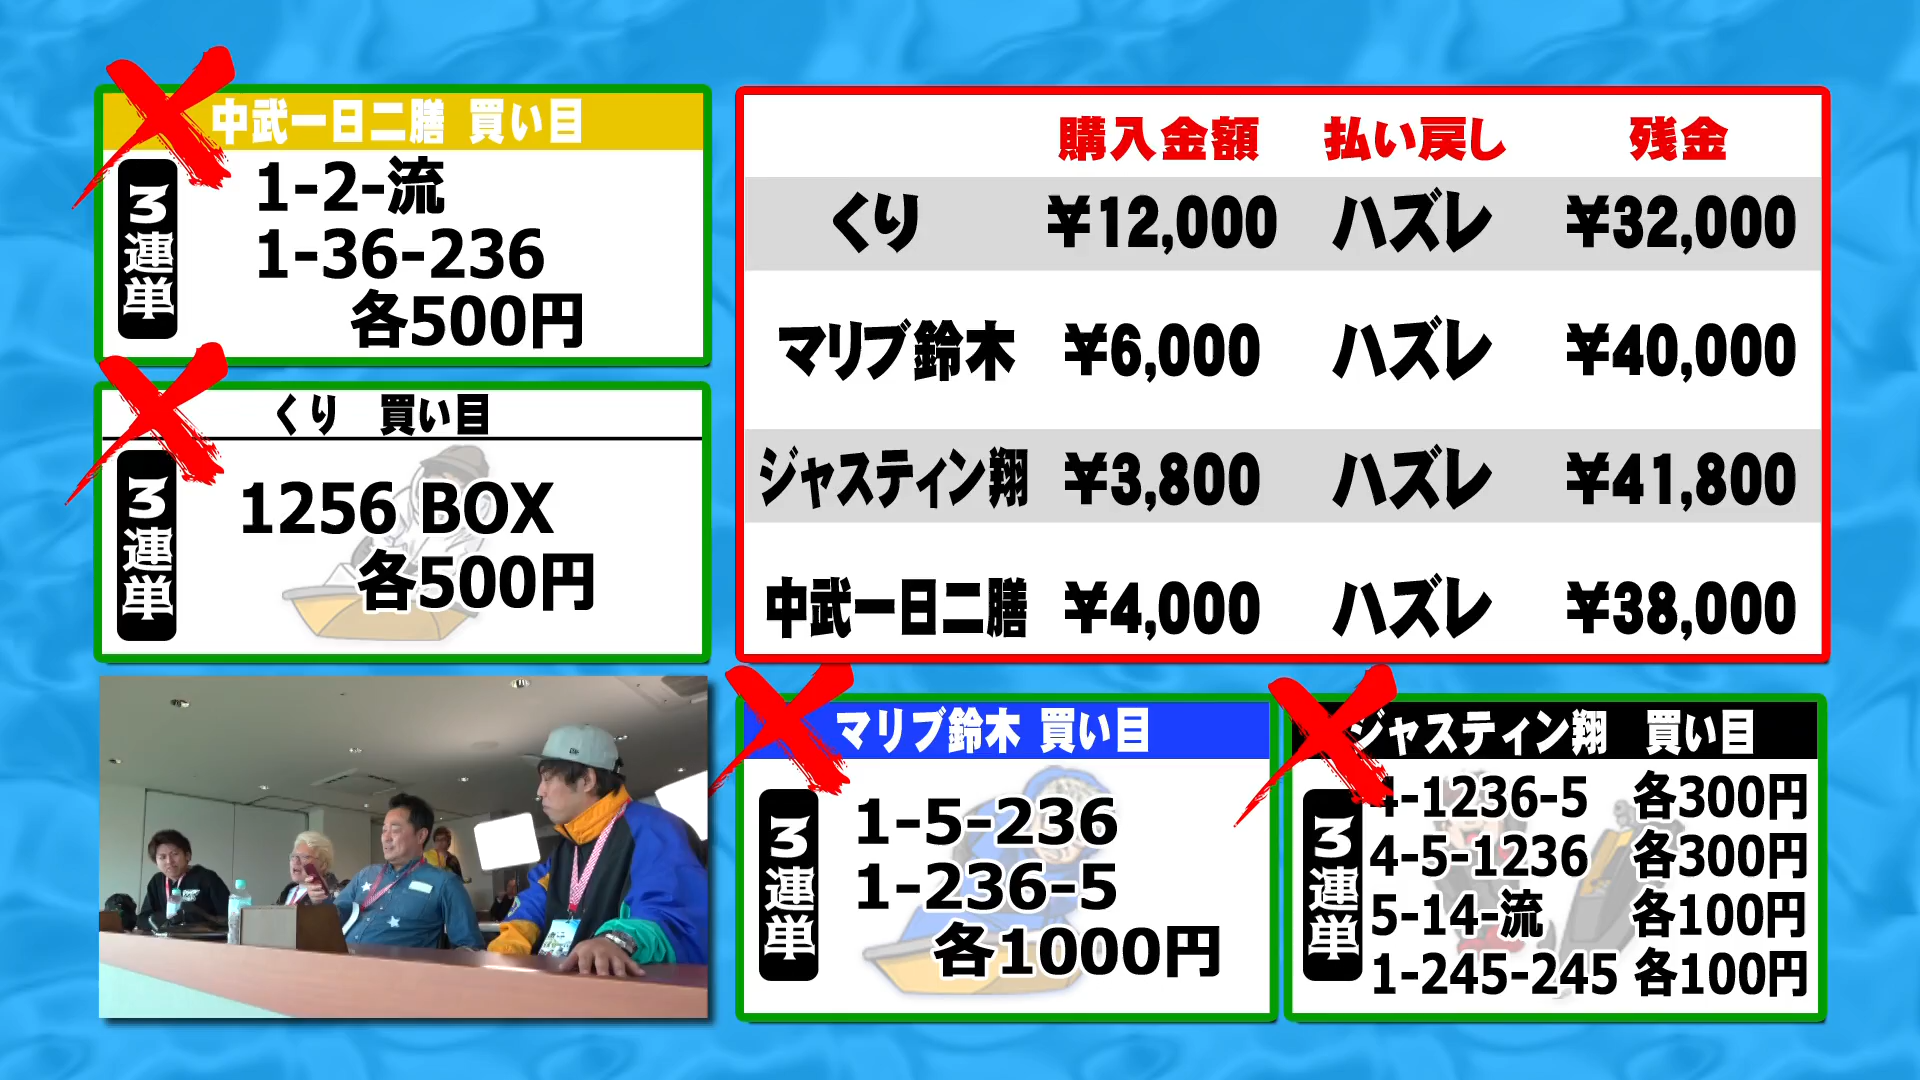 中武一日二膳 買い目
3連単
1-2-流
1-36-236
各500円
くり 買い目
3連単
1256 BOX
各500円
購入金額 払い戻し 残金
くり ¥12,000 ハズレ ¥32,000
マリブ鈴木 ¥6,000 ハズレ ¥40,000
ジャスティン翔 ¥3,800 ハズレ ¥41,800
中武一日二膳 ¥4,000 ハズレ ¥38,000
マリブ鈴木 買い目
3連単
1-5-236
1-236-5
各1000円
ジャスティン翔 買い目
3連単
4-1236-5 各300円
4-5-1236 各300円
5-14-流 各100円
1-245-245 各100円